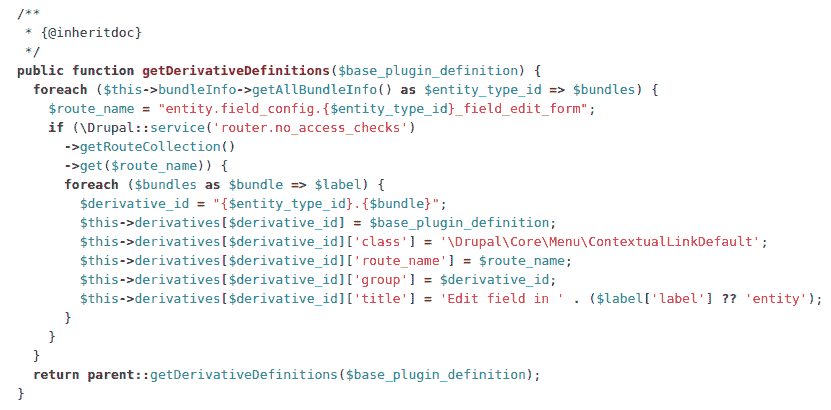 /**
 * {@inheritdoc}
 */
public function getDerivativeDefinitions($base_plugin_definition) {
  foreach ($this->bundleInfo->getAllBundleInfo() as $entity_type_id => $bundles) {
    $route_name = "entity.field_config.{$entity_type_id}_field_edit_form";
    if (\Drupal::service('router.no_access_checks')
      ->getRouteCollection()
      ->get($route_name)) {
      foreach ($bundles as $bundle => $label) {
        $derivative_id = "{$entity_type_id}.{$bundle}";
        $this->derivatives[$derivative_id] = $base_plugin_definition;
        $this->derivatives[$derivative_id]['class'] = '\Drupal\Core\Menu\ContextualLinkDefault';
        $this->derivatives[$derivative_id]['route_name'] = $route_name;
        $this->derivatives[$derivative_id]['group'] = $derivative_id;
        $this->derivatives[$derivative_id]['title'] = 'Edit field in ' . ($label['label'] ?? 'entity');
      }
    }
  }
  return parent::getDerivativeDefinitions($base_plugin_definition);
}